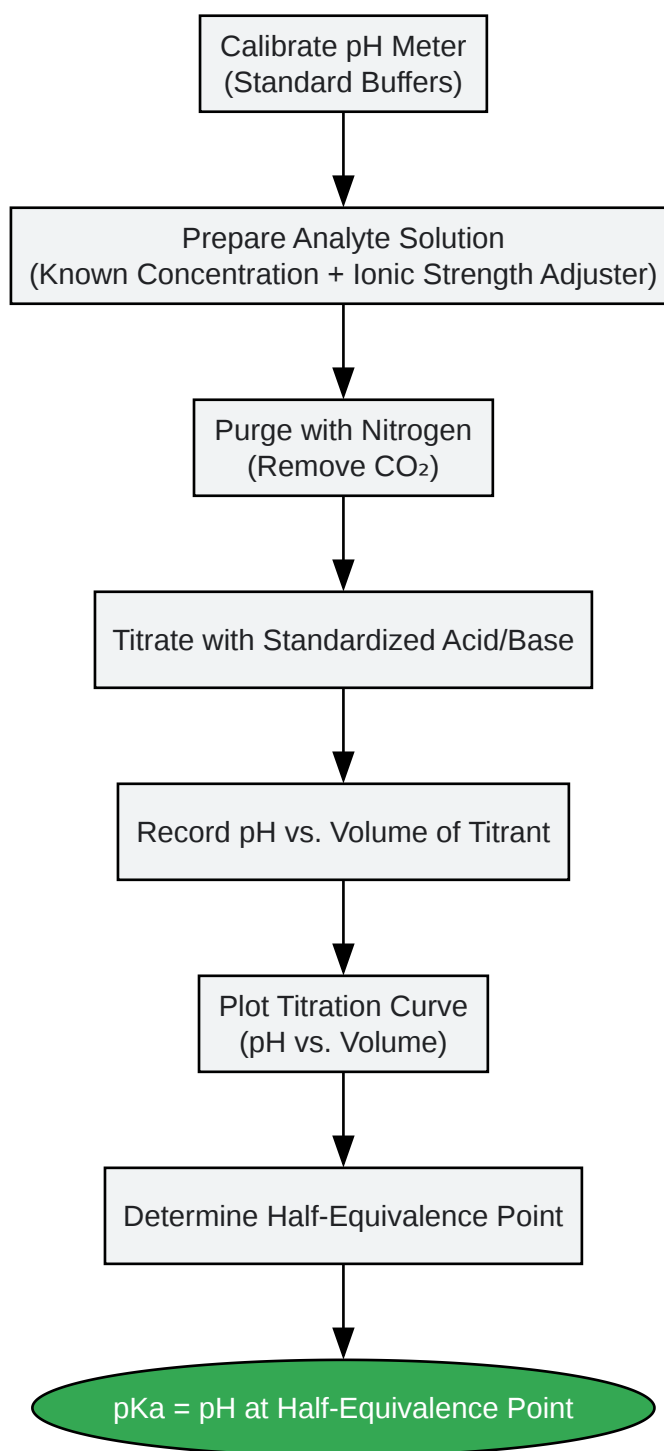 Calibrate pH Meter
(Standard Buffers)
Prepare Analyte Solution
(Known Concentration + Ionic Strength Adjuster)
Purge with Nitrogen
(Remove CO₂)
Titrate with Standardized Acid/Base
Record pH vs. Volume of Titrant
Plot Titration Curve
(pH vs. Volume)
Determine Half-Equivalence Point
pKa = pH at Half-Equivalence Point